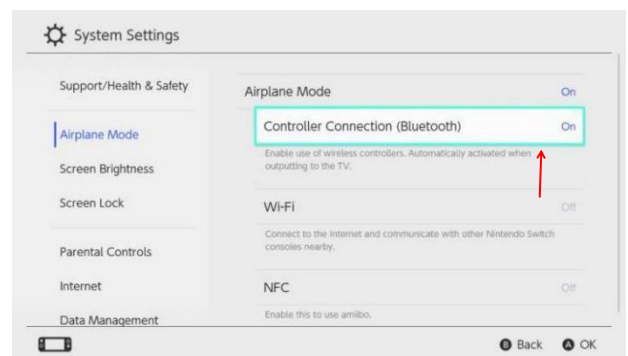 System Settings
Support/Health & Safety
Airplane Mode
Screen Brightness
Screen Lock
Parental Controls
Internet
Data Management
Airplane Mode On
Controller Connection (Bluetooth) On
Enable use of wireless controllers. Automatically activated when
outputting to the TV.
Wi-Fi Off
Connect to the Internet and communicate with other Nintendo Switch
consoles nearby.
NFC Off
Enable this to use amiibo.
B Back A OK